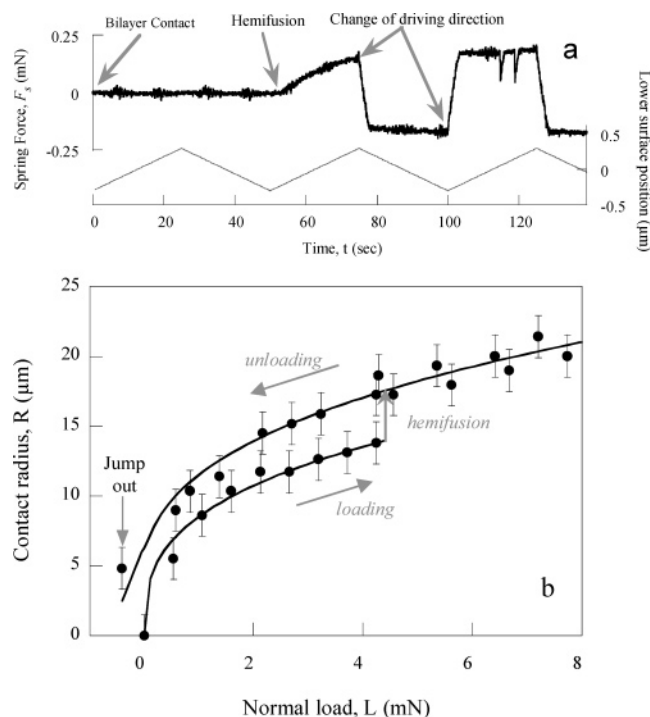 Bilayer Contact
Hemifusion
Change of driving direction
a
Spring Force, Fs (mN)
0.25
0
-0.25
Lower surface position (μm)
0.5
0
-0.5
0 20 40 60 80 100 120
Time, t (sec)
b
Contact radius, R (μm)
25
20
15
10
5
0
unloading
hemifusion
loading
Jump
out
0 2 4 6 8
Normal load, L (mN)